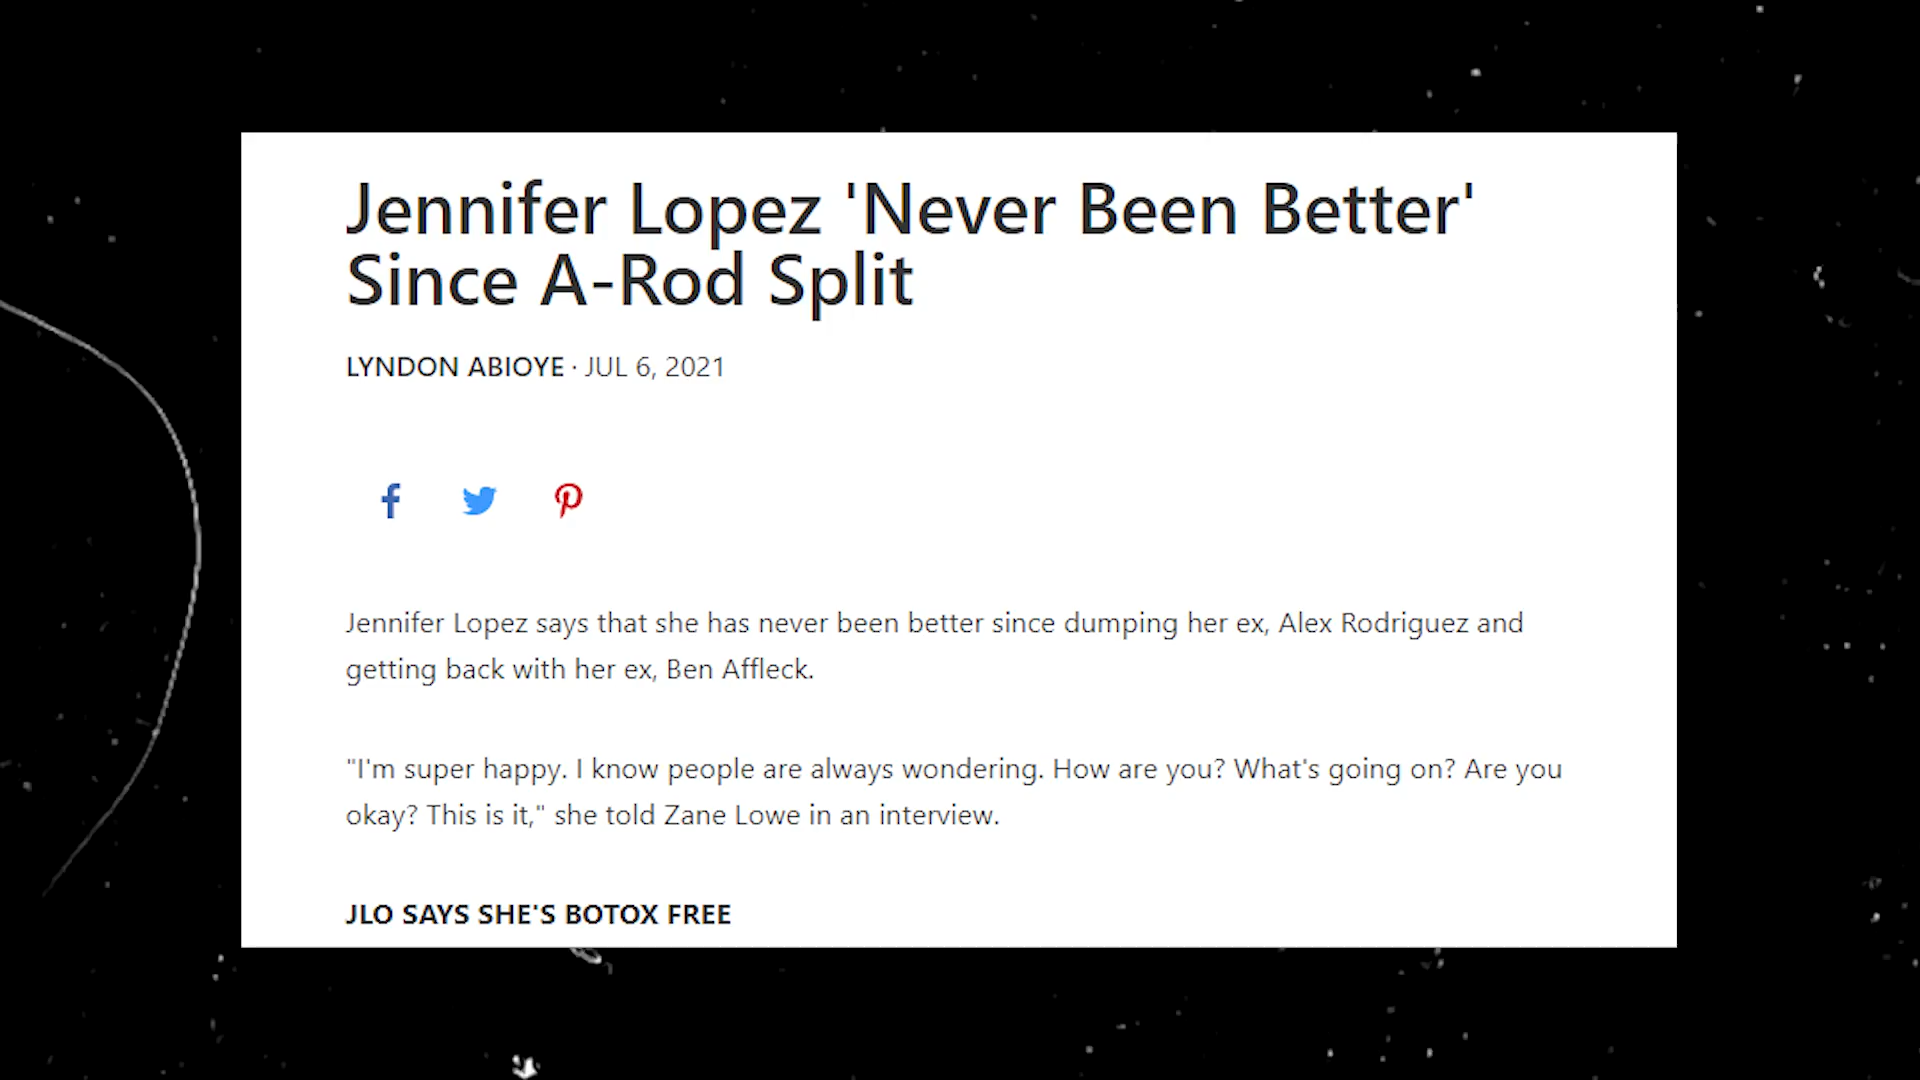 Jennifer Lopez 'Never Been Better'
Since A-Rod Split
LYNDON ABIOYE · JUL 6, 2021
Jennifer Lopez says that she has never been better since dumping her ex, Alex Rodriguez and
getting back with her ex, Ben Affleck.
"I'm super happy. I know people are always wondering. How are you? What's going on? Are you
okay? This is it," she told Zane Lowe in an interview.
JLO SAYS SHE'S BOTOX FREE